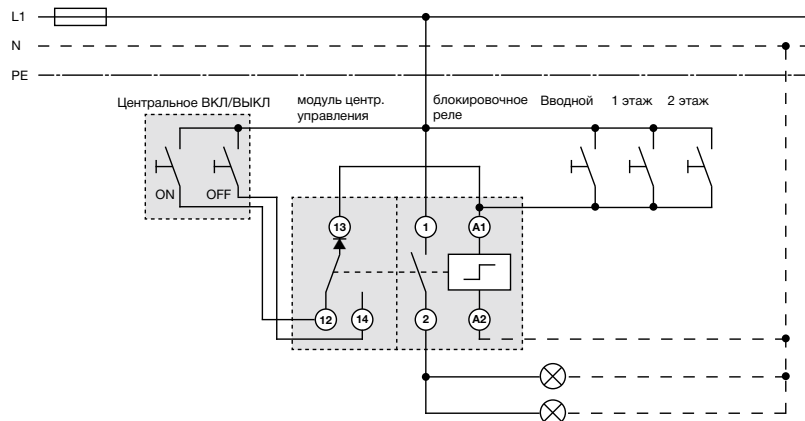 L1
N
PE
Центральное ВКЛ/ВЫКЛ
модуль центр.
управления
блокировочное
реле
Вводной
1 этаж
2 этаж
ON
OFF
13
1
A1
12
14
2
A2